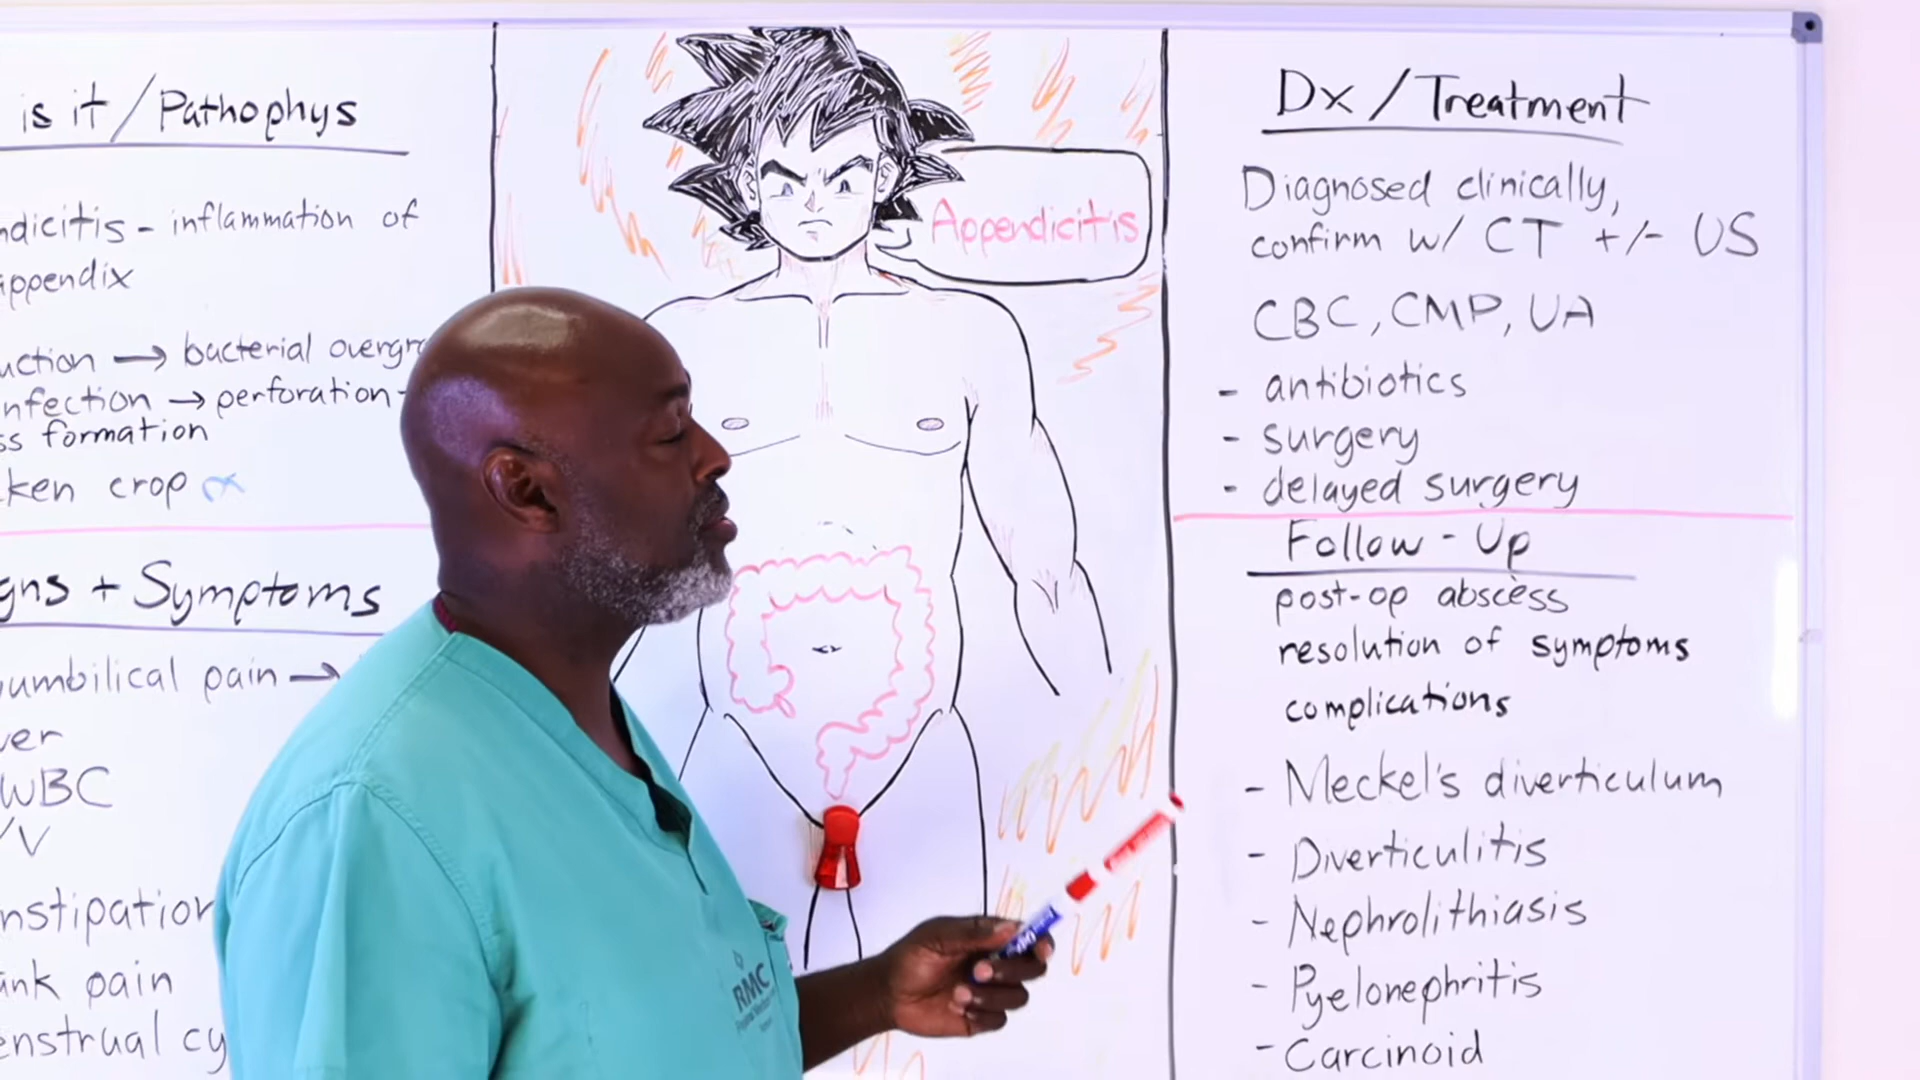 is it / Pathophys
ndicitis - inflammation of
appendix
uction → bacterial overgr
nfection → perforation -
ss formation
ken crop
gns + Symptoms
umbilical pain →
ver
WBC
/V
nstipation
ank pain
enstrual cy
Appendicitis
RMC
Dx / Treatment
Diagnosed clinically,
confirm w/ CT +/- US
CBC, CMP, UA
- antibiotics
- surgery
- delayed surgery
Follow - Up
post-op abscess
resolution of symptoms
complications
- Meckel's diverticulum
- Diverticulitis
- Nephrolithiasis
- Pyelonephritis
- Carcinoid